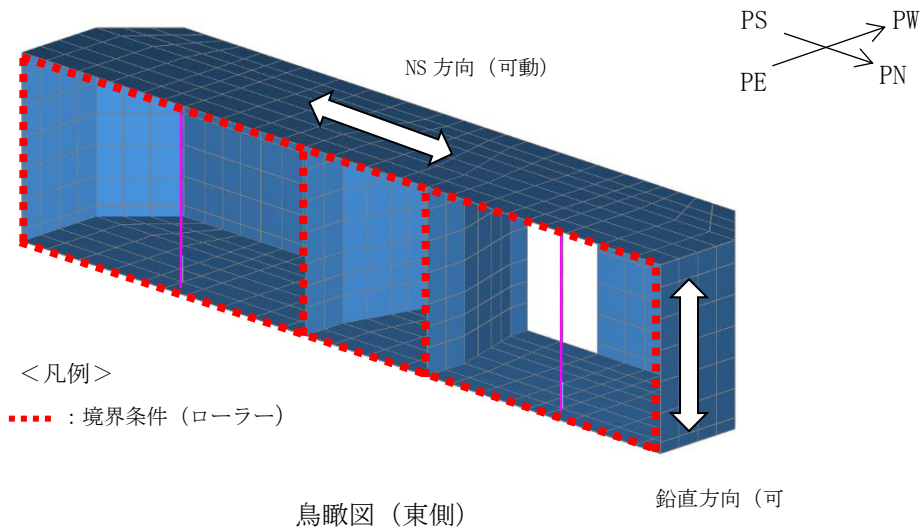 PS
PW
PE
PN
NS 方向（可動）
＜凡例＞
：境界条件（ローラー）
鉛直方向（可
鳥瞰図（東側）